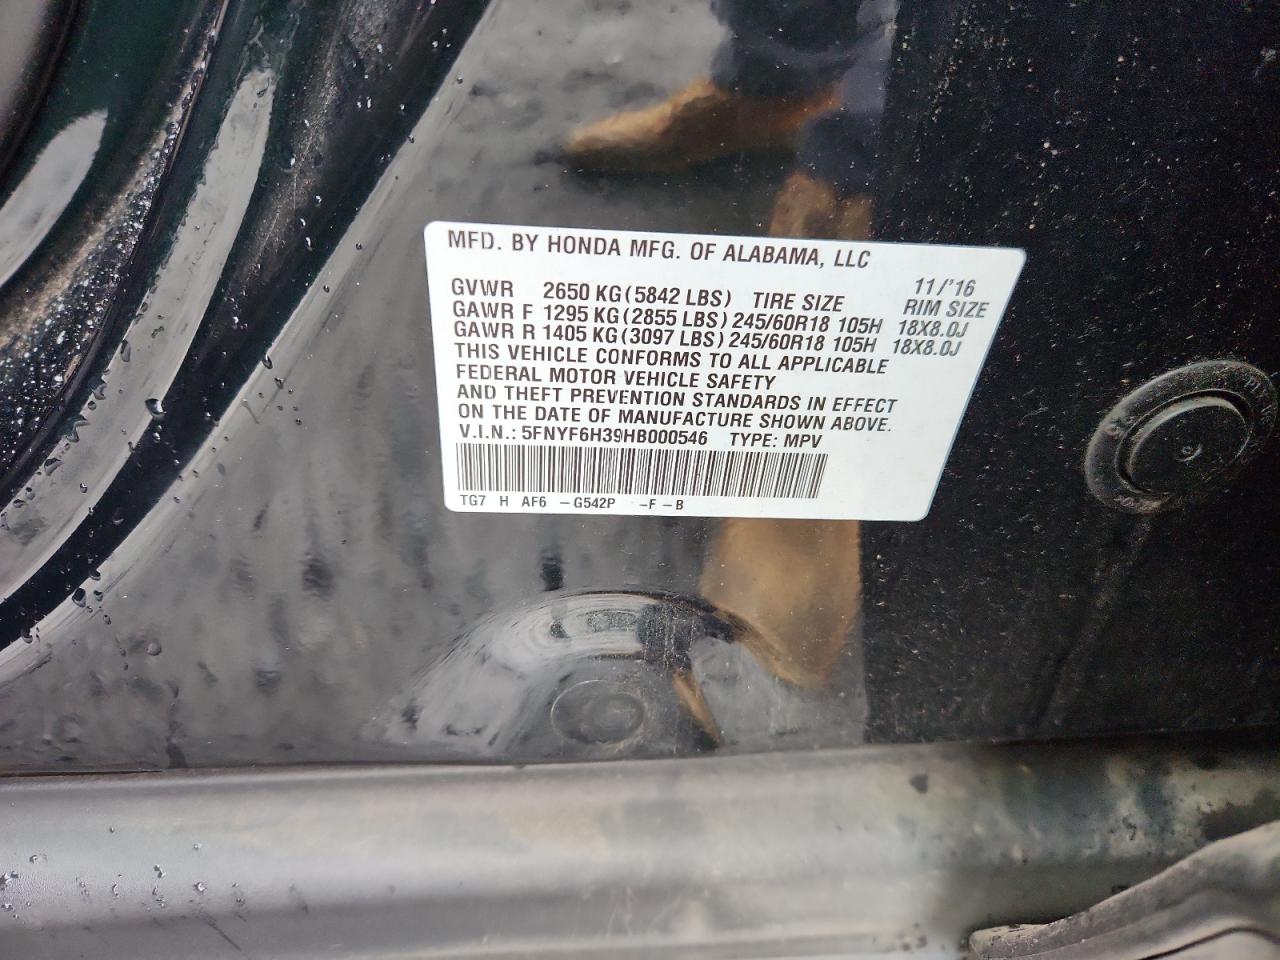 MFD. BY HONDA MFG. OF ALABAMA, LLC
11/'16
GVWR 2650 KG(5842 LBS) TIRE SIZE RIM SIZE
GAWR F 1295 KG(2855 LBS) 245/60R18 105H 18X8.0J
GAWR R 1405 KG(3097 LBS) 245/60R18 105H 18X8.0J
THIS VEHICLE CONFORMS TO ALL APPLICABLE
FEDERAL MOTOR VEHICLE SAFETY
AND THEFT PREVENTION STANDARDS IN EFFECT
ON THE DATE OF MANUFACTURE SHOWN ABOVE.
V.I.N.: 5FNYF6H39HB000546 TYPE: MPV
TG7 H AF6 -G542P -F-B